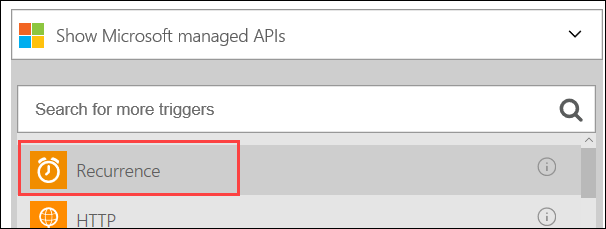 Show Microsoft managed APIs
Search for more triggers
Recurrence
HTTP